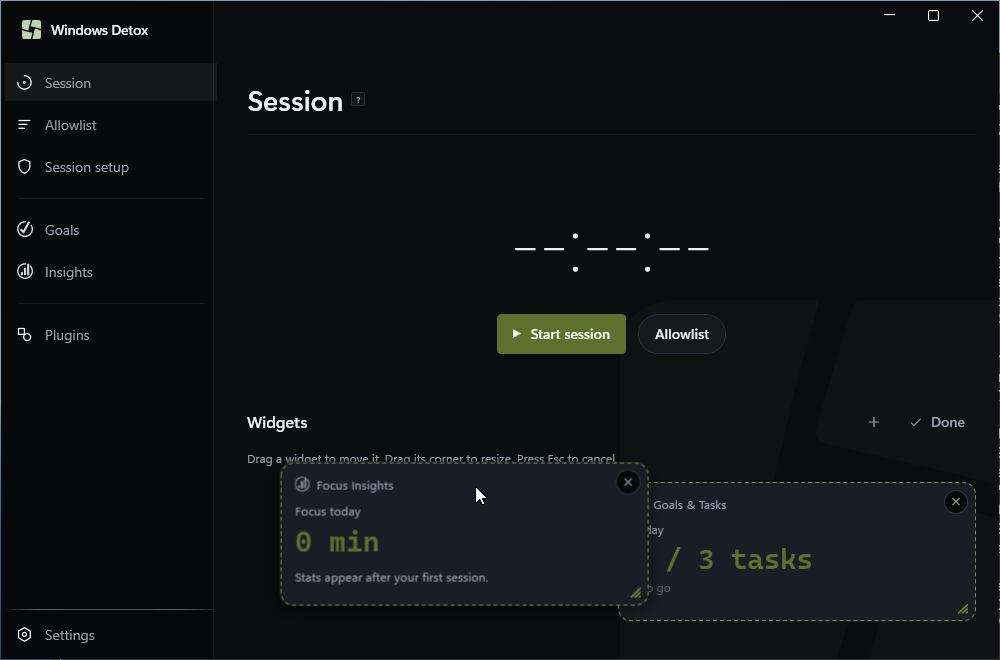 Windows Detox
Session
Allowlist
Session setup
Goals
Insights
Plugins
Settings
Session ?
--:--:--
Start session
Allowlist
Widgets
+
Done
Drag a widget to move it. Drag its corner to resize. Press Esc to cancel.
Focus Insights
Focus today
0 min
Stats appear after your first session.
Goals & Tasks
/ 3 tasks
go